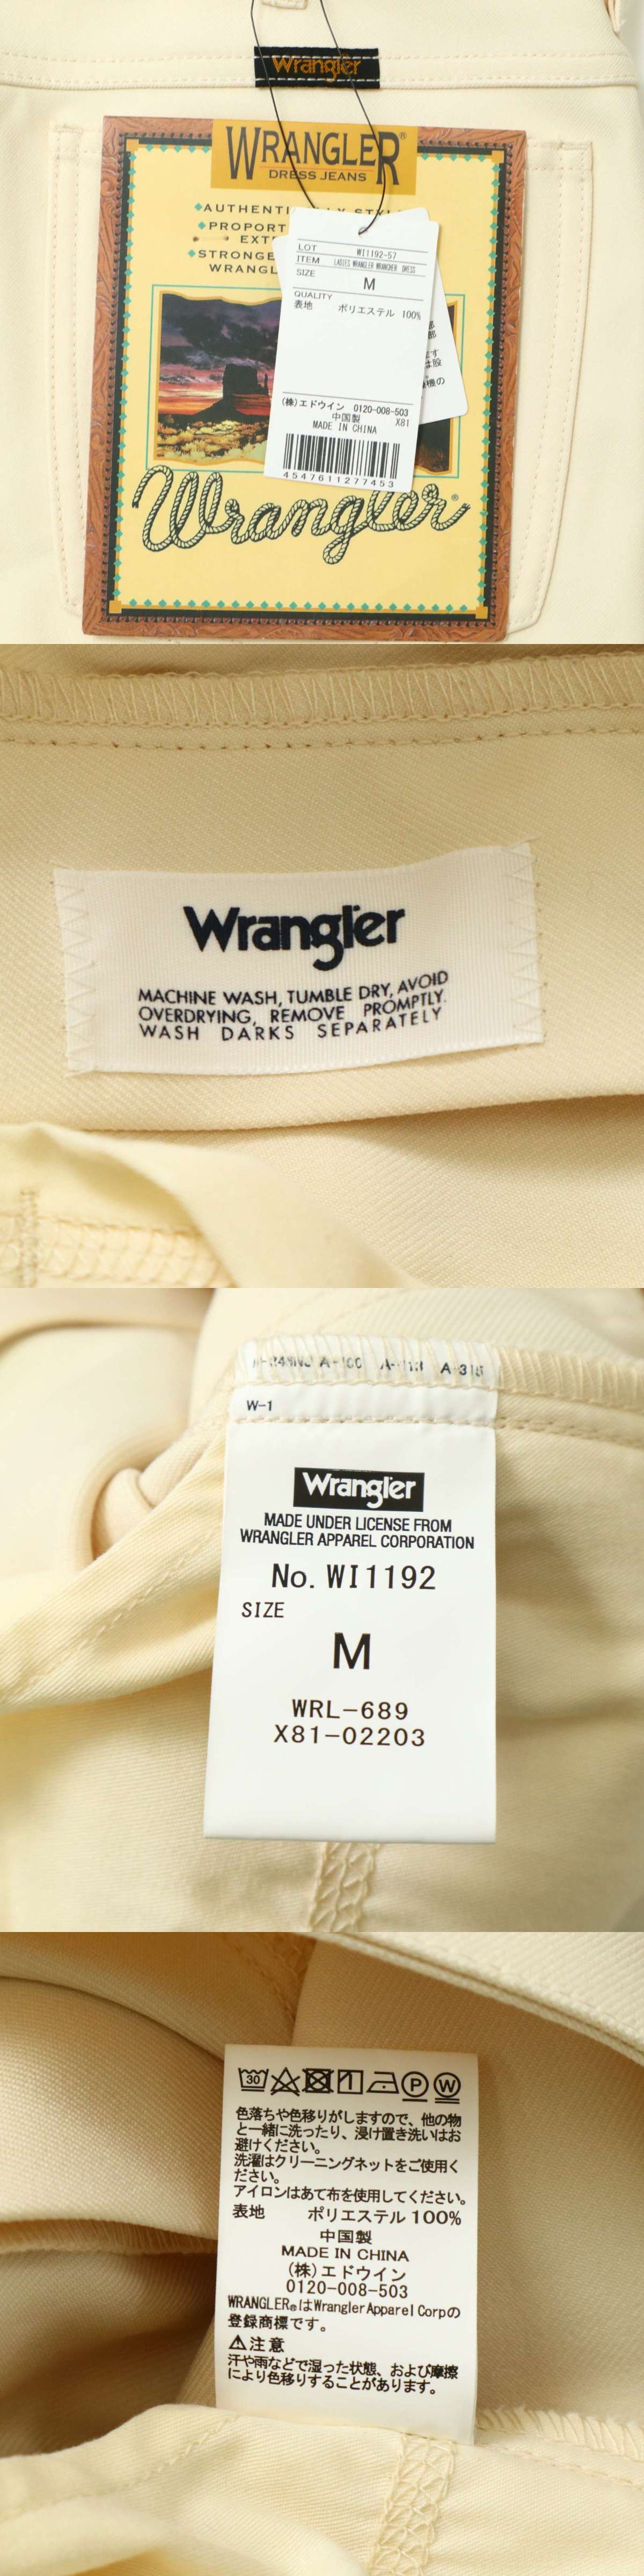 Wrangler
WRANGLER®
DRESS JEANS
AUTHENTI
STYL
PROPORT
EXT
STRONGE
WRANGL
LOT WI1192-57
ITEM LADIES WRANGLER WRANCHER DRESS
SIZE M
QUALITY
表地 ポリエステル 100%
(株)エドウイン 0120-008-503
中国製 X81
MADE IN CHINA
4547611277453
部
部
ます
は股
機の
Wrangler®
Wrangler
MACHINE WASH, TUMBLE DRY, AVOID
OVERDRYING, REMOVE PROMPTLY.
WASH DARKS SEPARATELY
A-315
W-1
Wrangler
MADE UNDER LICENSE FROM
WRANGLER APPAREL CORPORATION
No. WI1192
SIZE
M
WRL-689
X81-02203
30 P W
色落ちや色移りがしますので、他の物
と一緒に洗ったり、浸け置き洗いはお
避けください。
洗濯はクリーニングネットをご使用く
ださい。
アイロンはあて布を使用してください。
表地 ポリエステル 100%
中国製
MADE IN CHINA
(株)エドウイン
0120-008-503
WRANGLER®はWrangler Apparel Corpの
登録商標です。
⚠注意
汗や雨などで湿った状態、および摩擦
により色移りすることがあります。